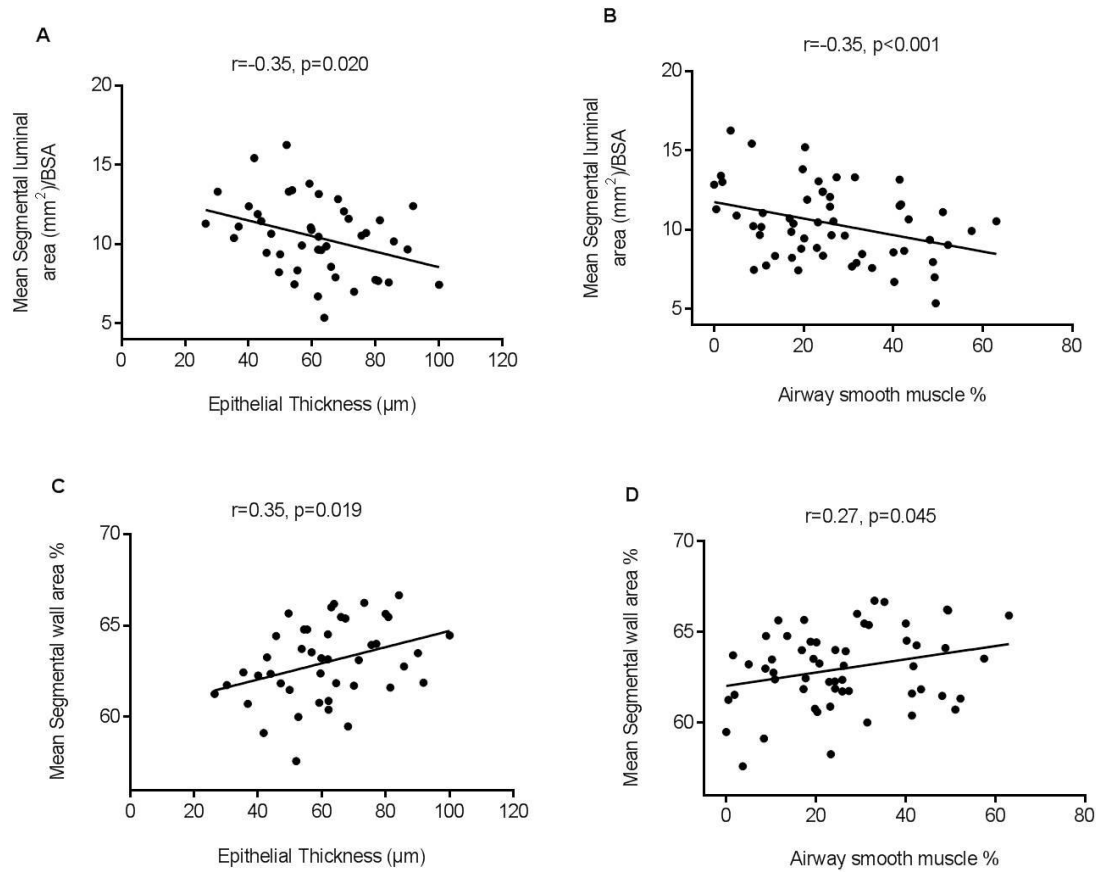 A
r=-0.35, p=0.020
Mean Segmental luminal
area (mm²)/BSA
20
15
10
5
0 20 40 60 80 100 120
Epithelial Thickness (µm)
B
r=-0.35, p<0.001
Mean Segmental luminal
area (mm²)/BSA
20
15
10
5
0 20 40 60 80
Airway smooth muscle %
C
r=0.35, p=0.019
Mean Segmental wall area %
70
65
60
0 20 40 60 80 100 120
Epithelial Thickness (µm)
D
r=0.27, p=0.045
Mean Segmental wall area %
70
65
60
0 20 40 60 80
Airway smooth muscle %